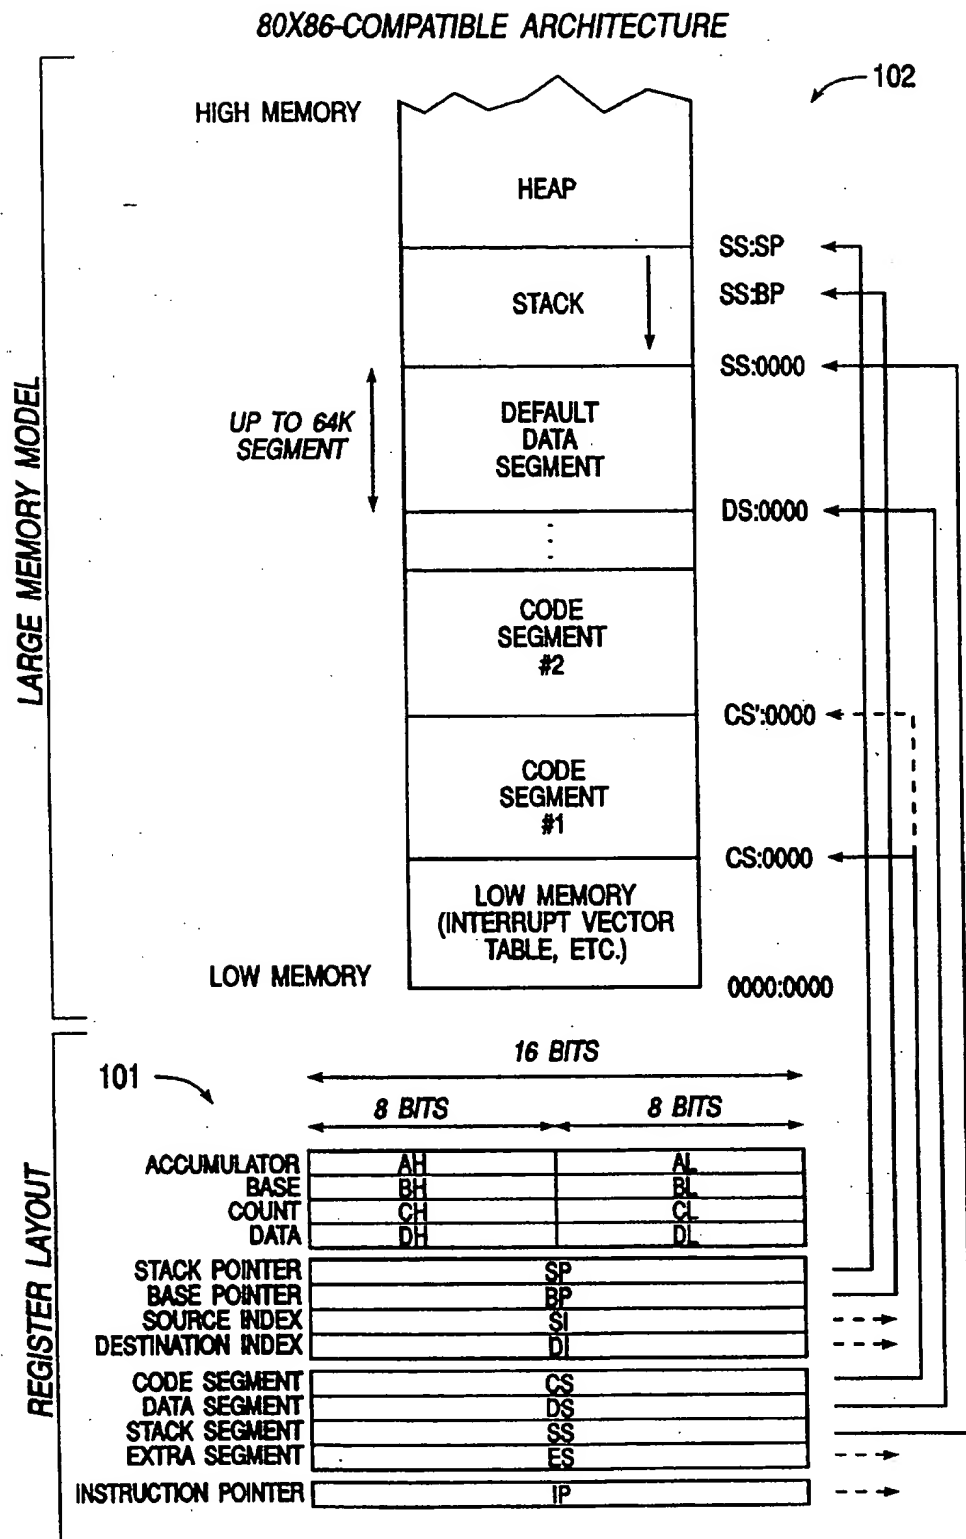 80X86-COMPATIBLE ARCHITECTURE
102
HIGH MEMORY
HEAP
SS:SP
SS:BP
STACK
SS:0000
UP TO 64K
SEGMENT
DEFAULT
DATA
SEGMENT
DS:0000
CODE
SEGMENT
#2
CS':0000
CODE
SEGMENT
#1
CS:0000
LOW MEMORY
(INTERRUPT VECTOR
TABLE, ETC.)
LOW MEMORY
0000:0000
LARGE MEMORY MODEL
101
16 BITS
8 BITS 8 BITS
ACCUMULATOR AH AL
BASE BH BL
COUNT CH CL
DATA DH DL
STACK POINTER SP
BASE POINTER BP
SOURCE INDEX SI
DESTINATION INDEX DI
CODE SEGMENT CS
DATA SEGMENT DS
STACK SEGMENT SS
EXTRA SEGMENT ES
INSTRUCTION POINTER IP
REGISTER LAYOUT